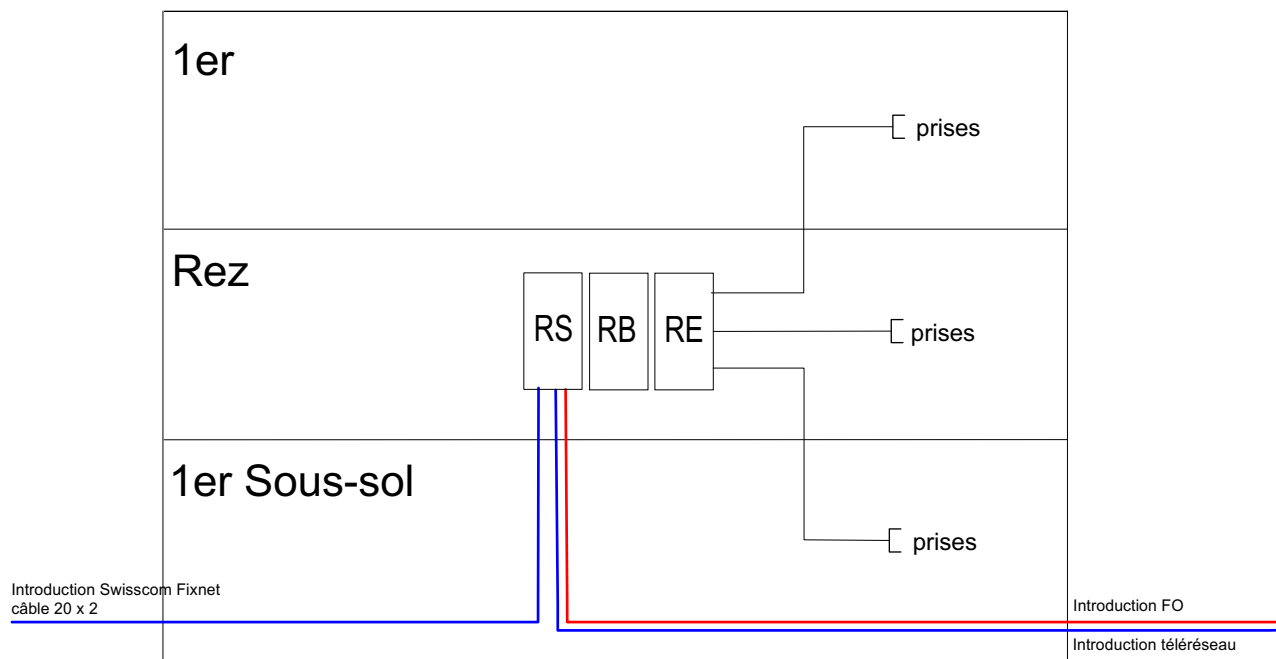 1er
prises
Rez
RS
RB
RE
prises
1er Sous-sol
prises
Introduction Swisscom Fixnet
câble 20 x 2
Introduction FO
Introduction téléréseau